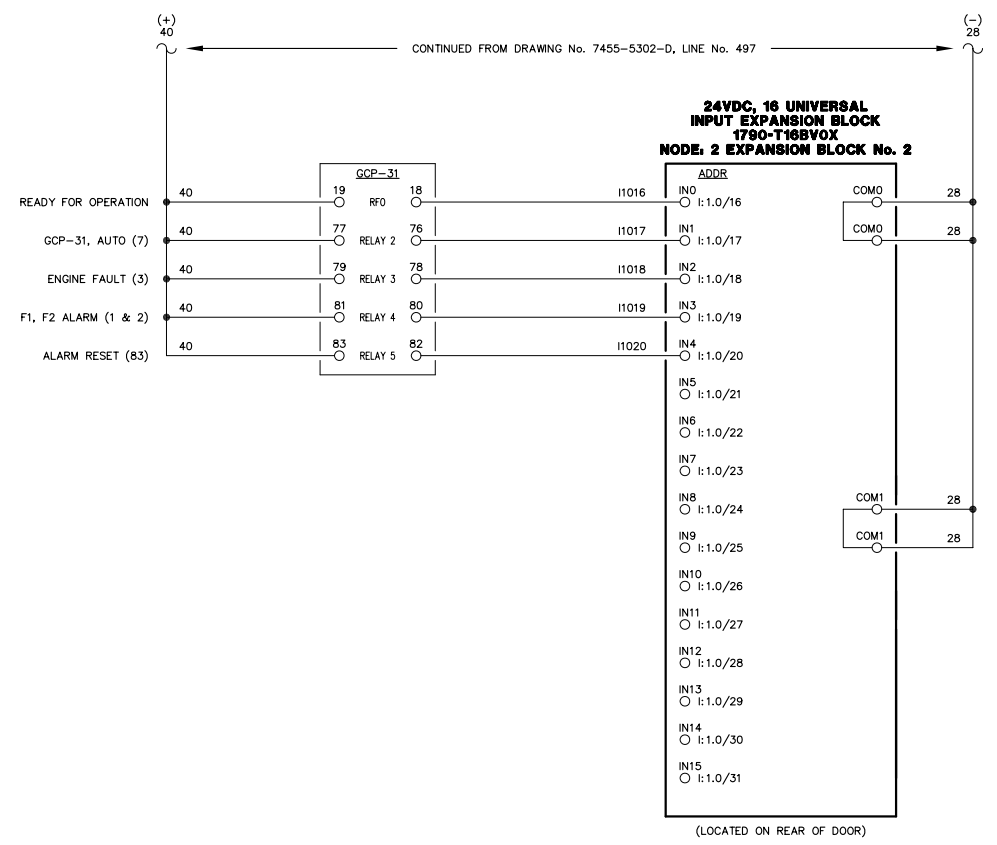 (+)
40
(−)
28
CONTINUED FROM DRAWING No. 7455-5302-D, LINE No. 497
24VDC, 16 UNIVERSAL
INPUT EXPANSION BLOCK
1790-T16BV0X
NODE: 2 EXPANSION BLOCK No. 2
GCP-31
ADDR
READY FOR OPERATION 40 19 RFO 18 I1016 IN0 I:1.0/16 COM0 28
GCP-31, AUTO (7) 40 77 RELAY 2 76 I1017 IN1 I:1.0/17 COM0 28
ENGINE FAULT (3) 40 79 RELAY 3 78 I1018 IN2 I:1.0/18
F1, F2 ALARM (1 & 2) 40 81 RELAY 4 80 I1019 IN3 I:1.0/19
ALARM RESET (83) 40 83 RELAY 5 82 I1020 IN4 I:1.0/20
IN5 I:1.0/21
IN6 I:1.0/22
IN7 I:1.0/23
IN8 I:1.0/24 COM1 28
IN9 I:1.0/25 COM1 28
IN10 I:1.0/26
IN11 I:1.0/27
IN12 I:1.0/28
IN13 I:1.0/29
IN14 I:1.0/30
IN15 I:1.0/31
(LOCATED ON REAR OF DOOR)